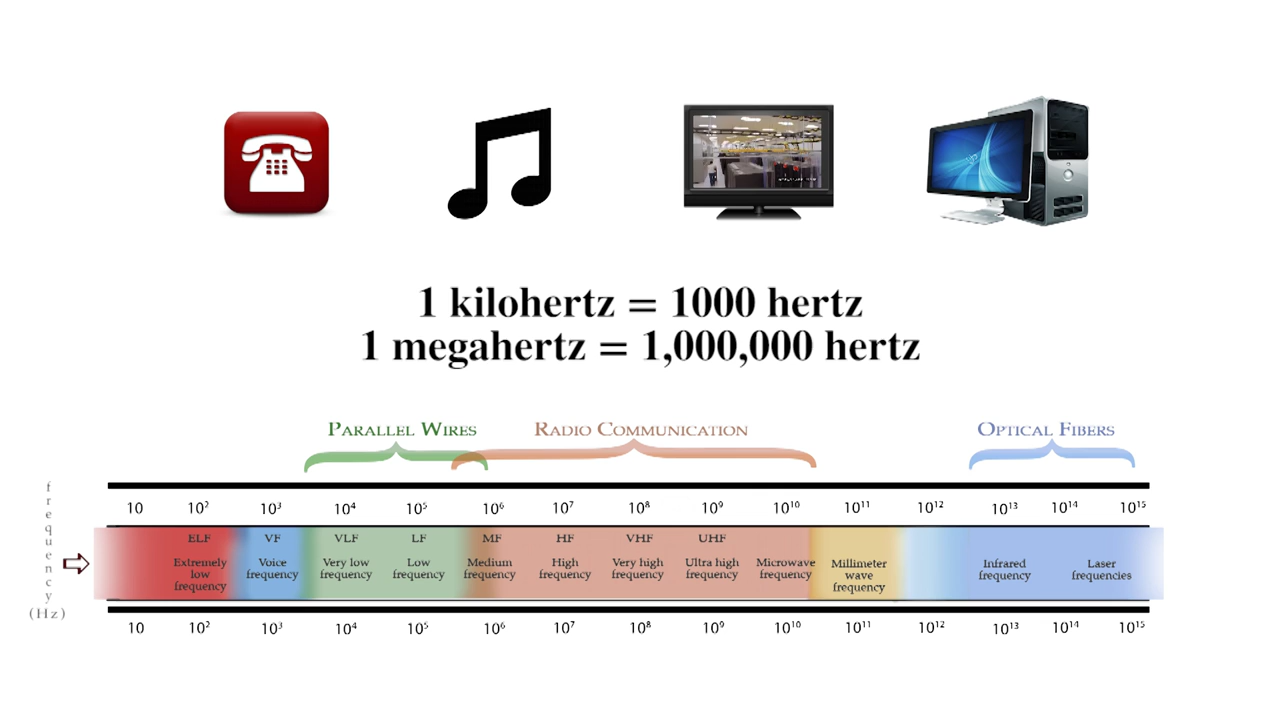 1 kilohertz = 1000 hertz
1 megahertz = 1,000,000 hertz
Parallel Wires Radio Communication Optical Fibers
frequency
(Hz)
10 10² 10³ 10⁴ 10⁵ 10⁶ 10⁷ 10⁸ 10⁹ 10¹⁰ 10¹¹ 10¹² 10¹³ 10¹⁴ 10¹⁵
ELF VF VLF LF MF HF VHF UHF
Extremely low frequency
Voice frequency
Very low frequency
Low frequency
Medium frequency
High frequency
Very high frequency
Ultra high frequency
Microwave
Millimeter wave frequency
Infrared frequency
Laser frequencies
10 10² 10³ 10⁴ 10⁵ 10⁶ 10⁷ 10⁸ 10⁹ 10¹⁰ 10¹¹ 10¹² 10¹³ 10¹⁴ 10¹⁵